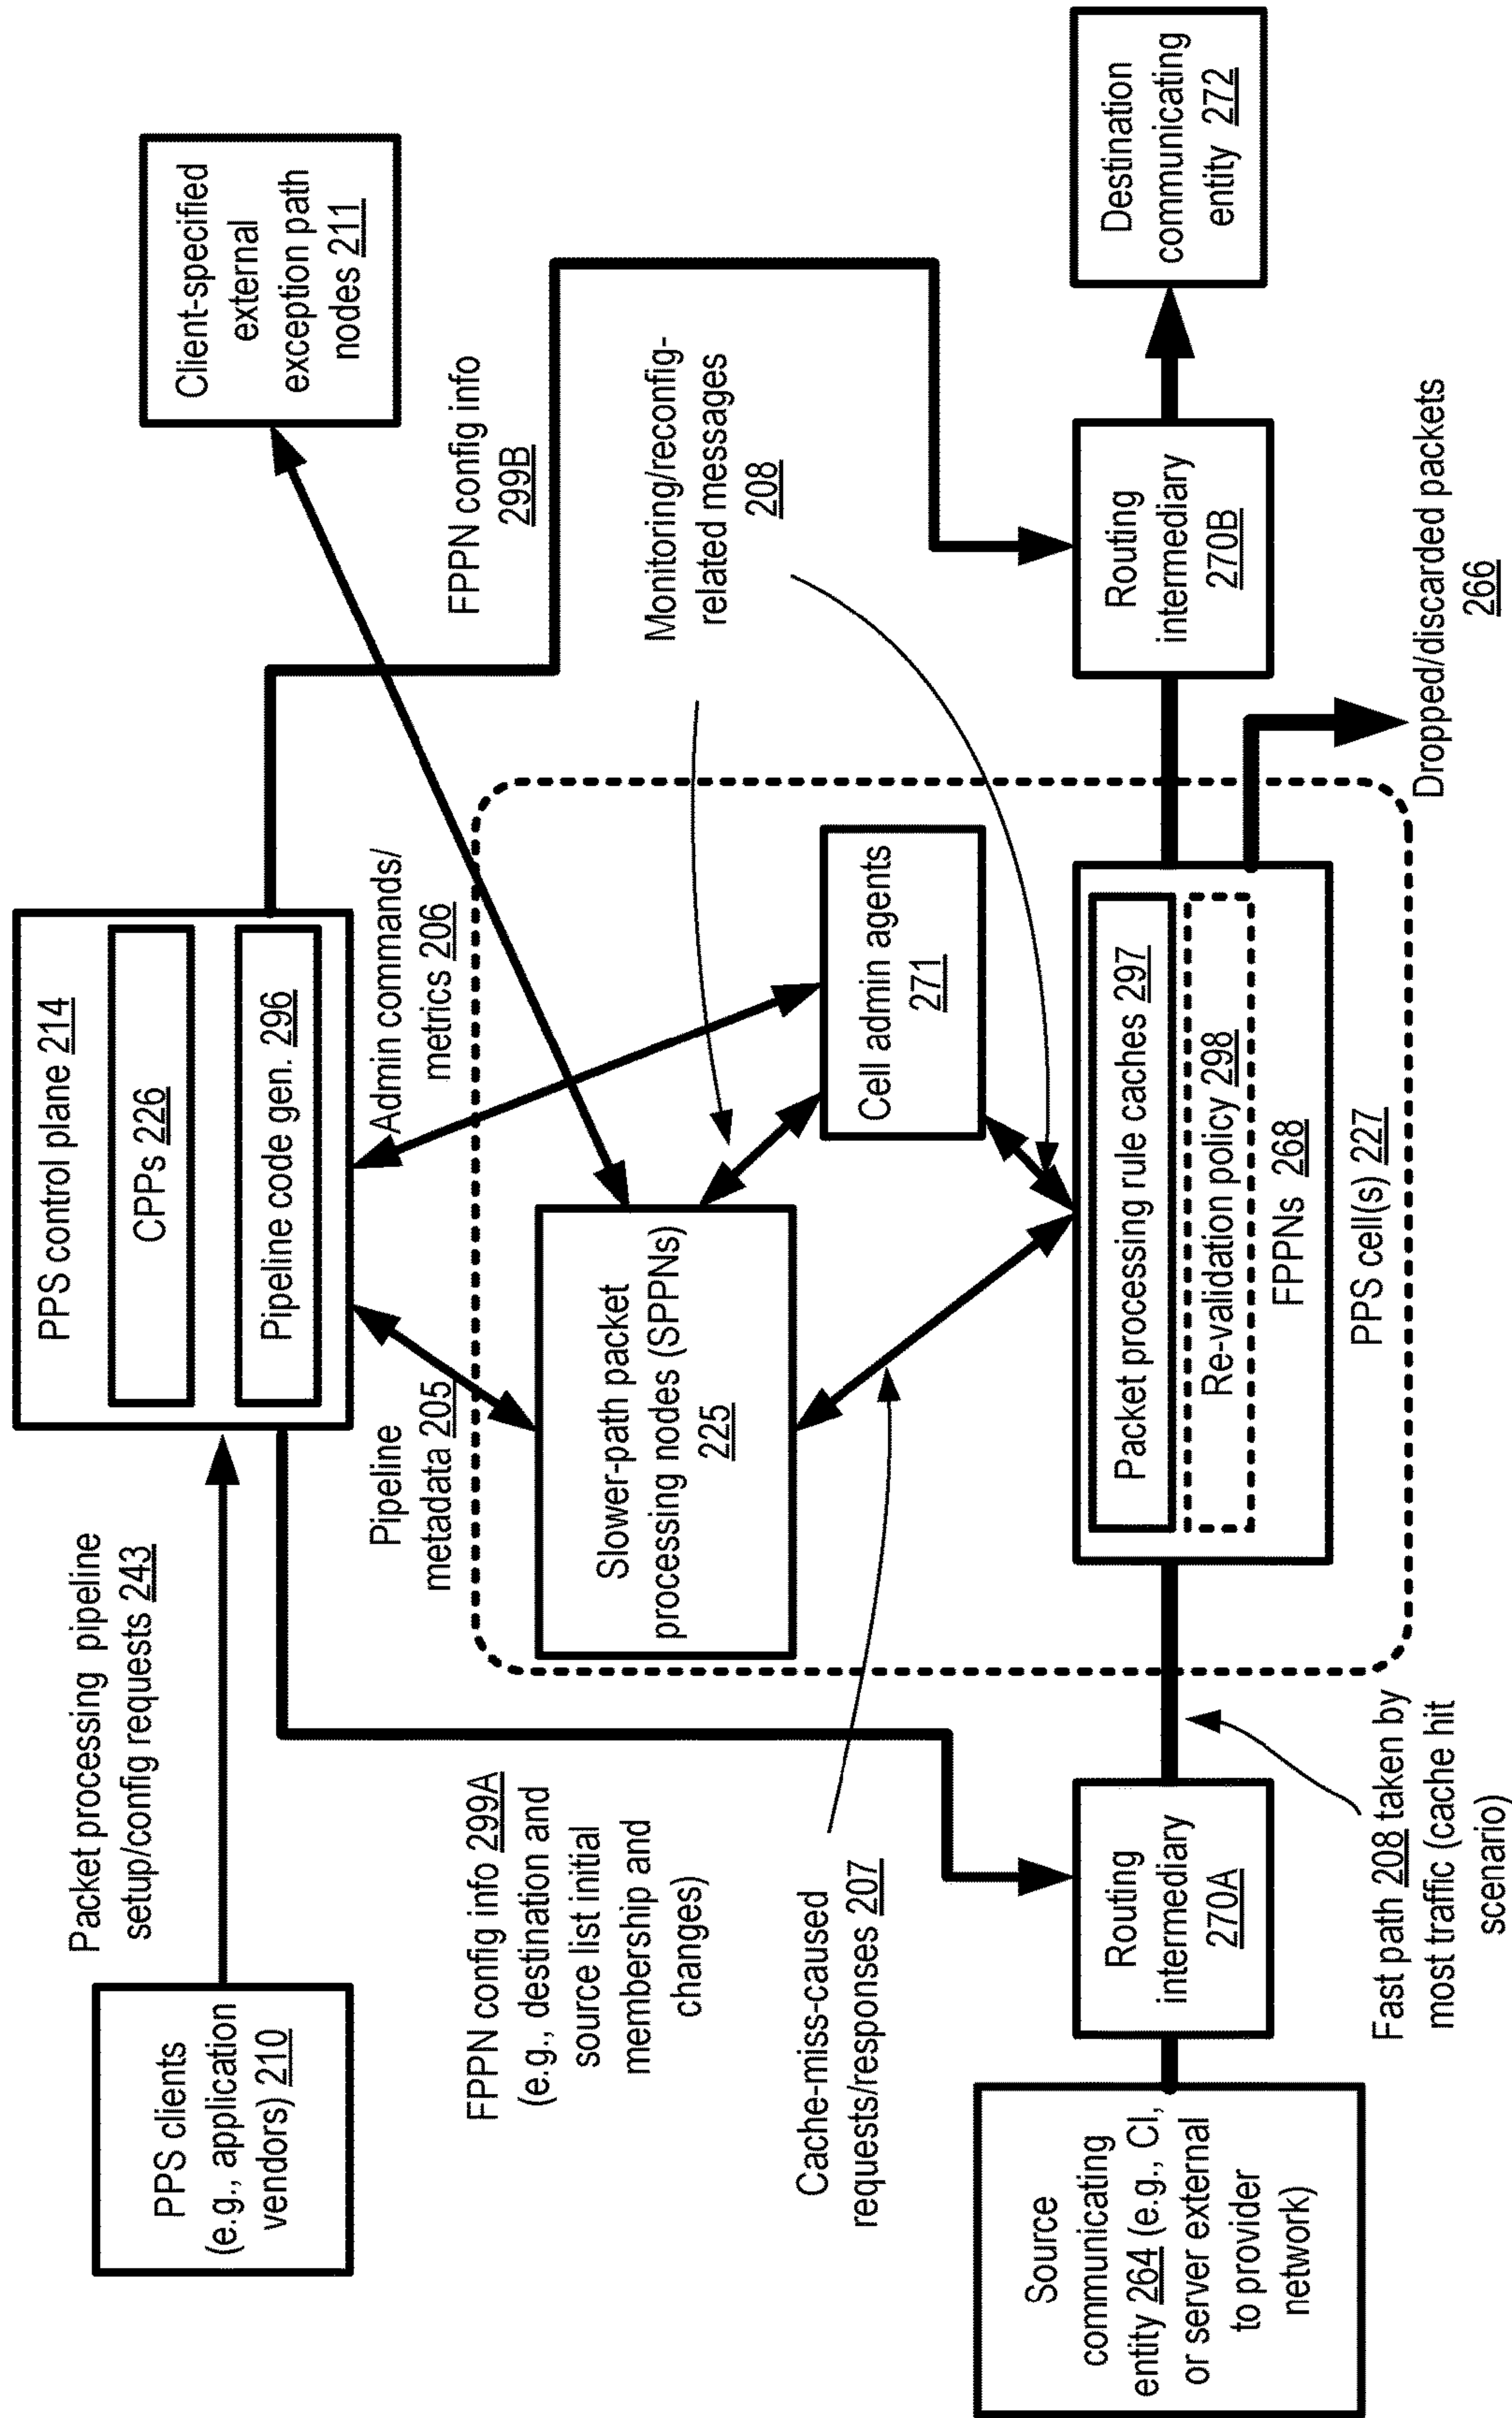 PPS clients
(e.g., application
vendors) 210
Packet processing  pipeline
setup/config requests 243
PPS control plane 214
CPPs 226
Pipeline code gen. 296
Client-specified
external
exception path
nodes 211
FPPN config info 299A
(e.g., destination and
source list initial
membership and
changes)
Pipeline
metadata 205
Admin commands/
metrics 206
FPPN config info
299B
Slower-path packet
processing nodes (SPPNs)
225
Cell admin agents
271
Monitoring/reconfig-
related messages
208
Cache-miss-caused
requests/responses 207
Source
communicating
entity 264 (e.g., CI,
or server external
to provider
network)
Routing
intermediary
270A
Packet processing rule caches 297
Re-validation policy 298
FPPNs 268
PPS cell(s) 227
Routing
intermediary
270B
Destination
communicating
entity 272
Fast path 208 taken by
most traffic (cache hit
scenario)
Dropped/discarded packets
266